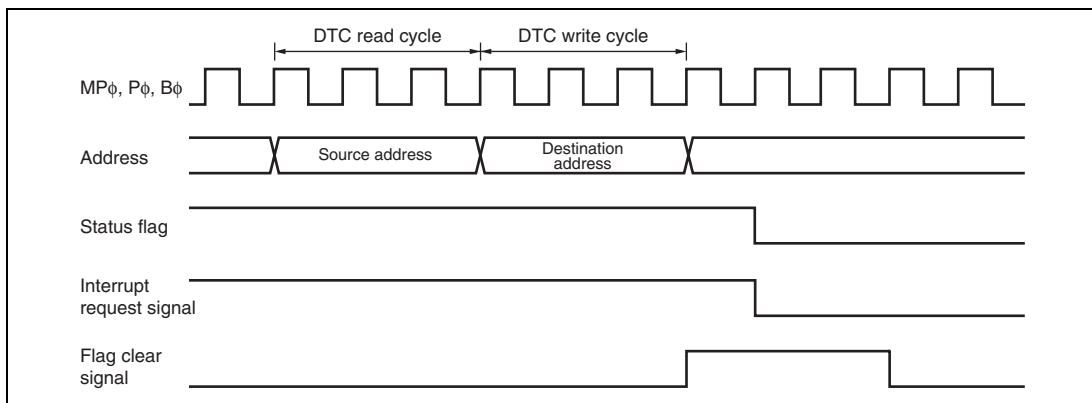 DTC read cycle DTC write cycle
MPϕ, Pϕ, Bϕ
Address
Source address
Destination
address
Status flag
Interrupt
request signal
Flag clear
signal